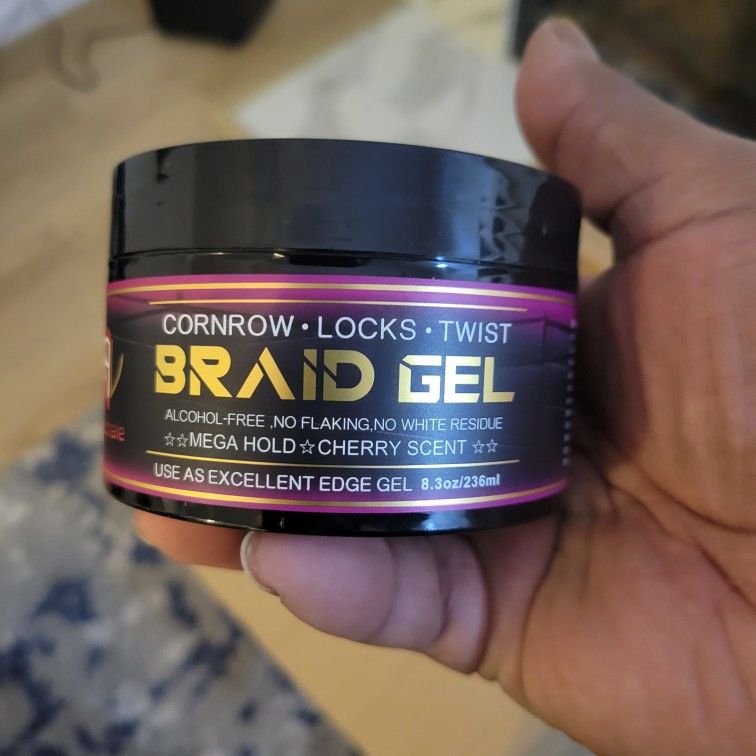 CORNROW • LOCKS • TWIST
BRAID GEL
ALCOHOL-FREE ,NO FLAKING,NO WHITE RESIDUE
☆☆MEGA HOLD☆CHERRY SCENT ☆☆
USE AS EXCELLENT EDGE GEL 8.3oz/236ml